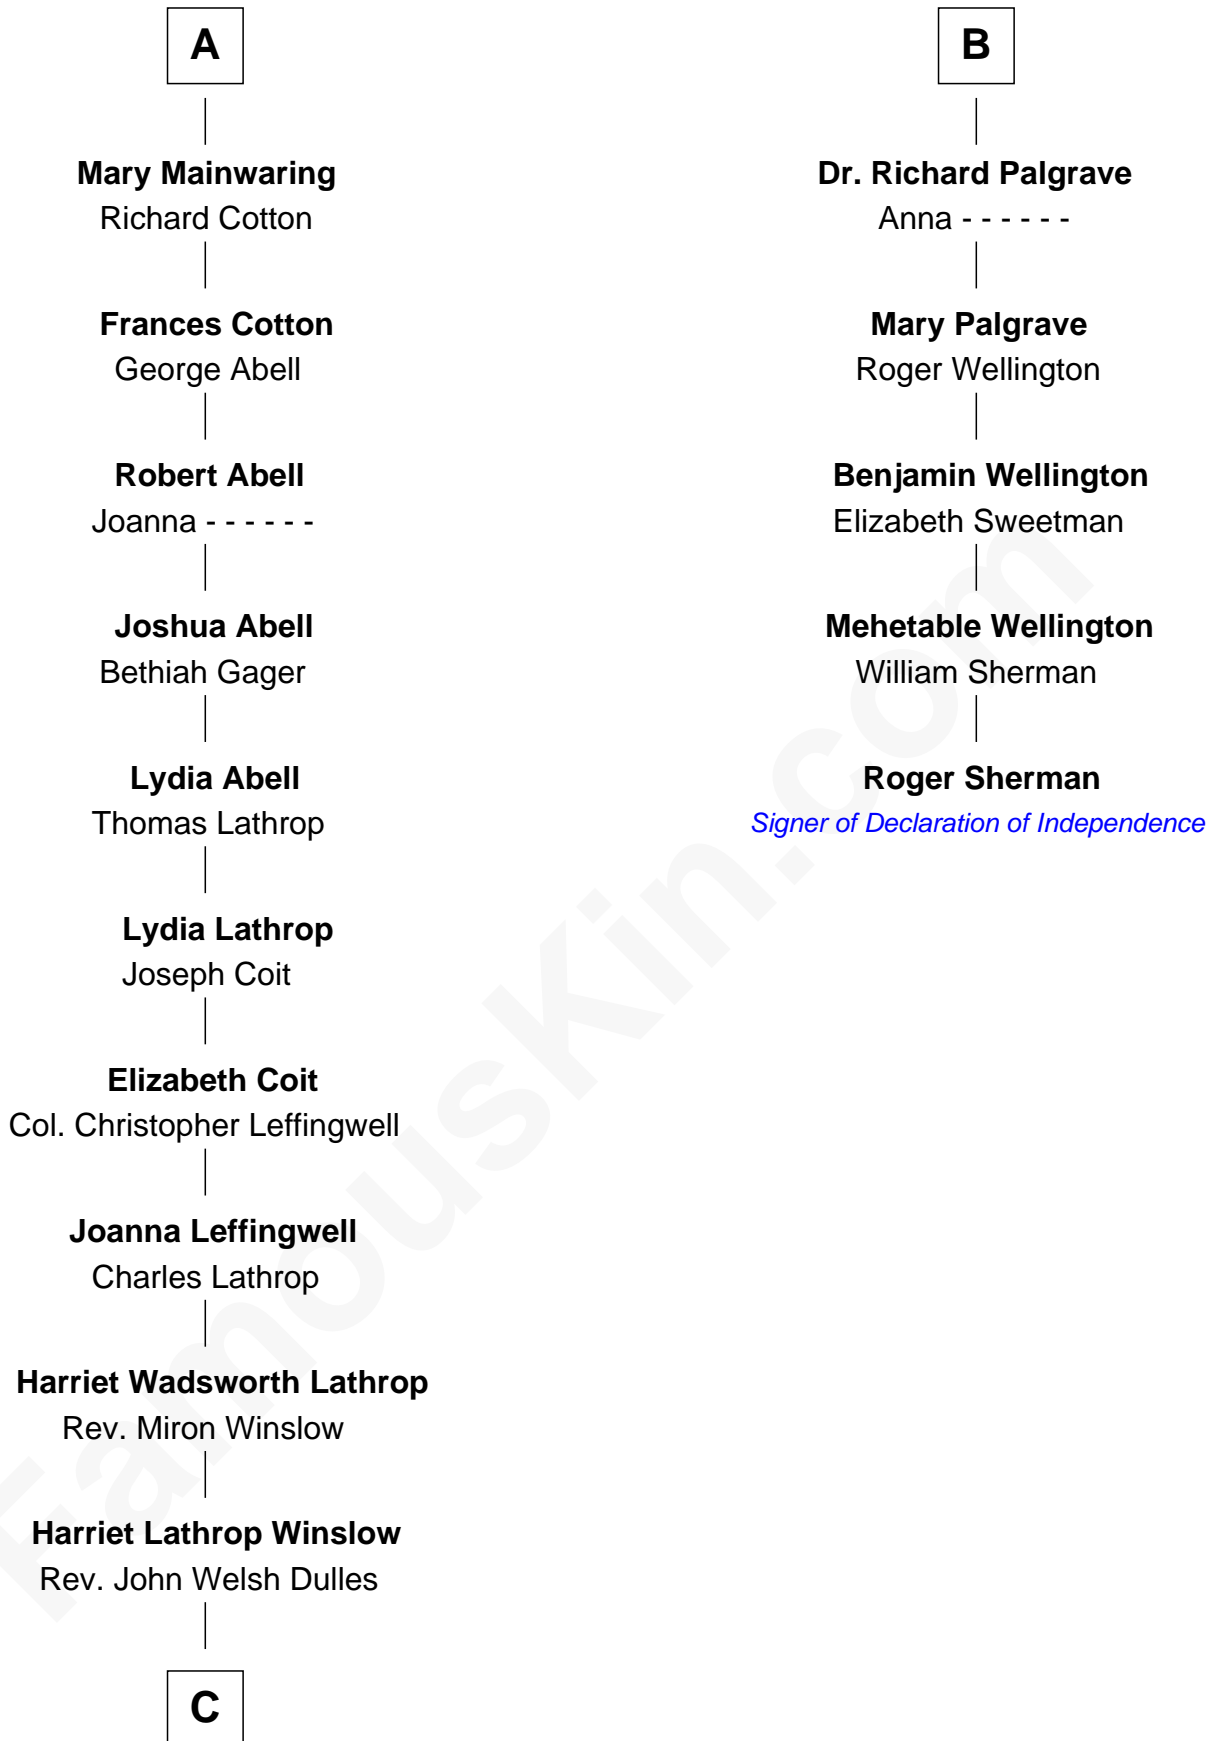 A
Mary Mainwaring
Richard Cotton
Frances Cotton
George Abell
Robert Abell
Joanna - - - - - -
Joshua Abell
Bethiah Gager
Lydia Abell
Thomas Lathrop
Lydia Lathrop
Joseph Coit
Elizabeth Coit
Col. Christopher Leffingwell
Joanna Leffingwell
Charles Lathrop
Harriet Wadsworth Lathrop
Rev. Miron Winslow
Harriet Lathrop Winslow
Rev. John Welsh Dulles
C
B
Dr. Richard Palgrave
Anna - - - - - -
Mary Palgrave
Roger Wellington
Benjamin Wellington
Elizabeth Sweetman
Mehetable Wellington
William Sherman
Roger Sherman
Signer of Declaration of Independence
FamousKin.com